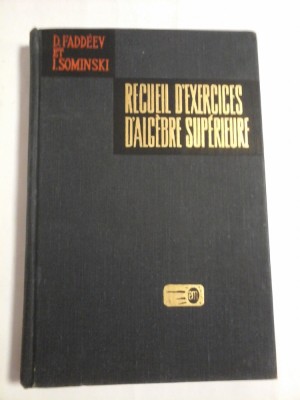 D. FADDÉEV
ET
I. SOMINSKI
RECUEIL D'EXERCICES
D'ALGÈBRE SUPÉRIEURE